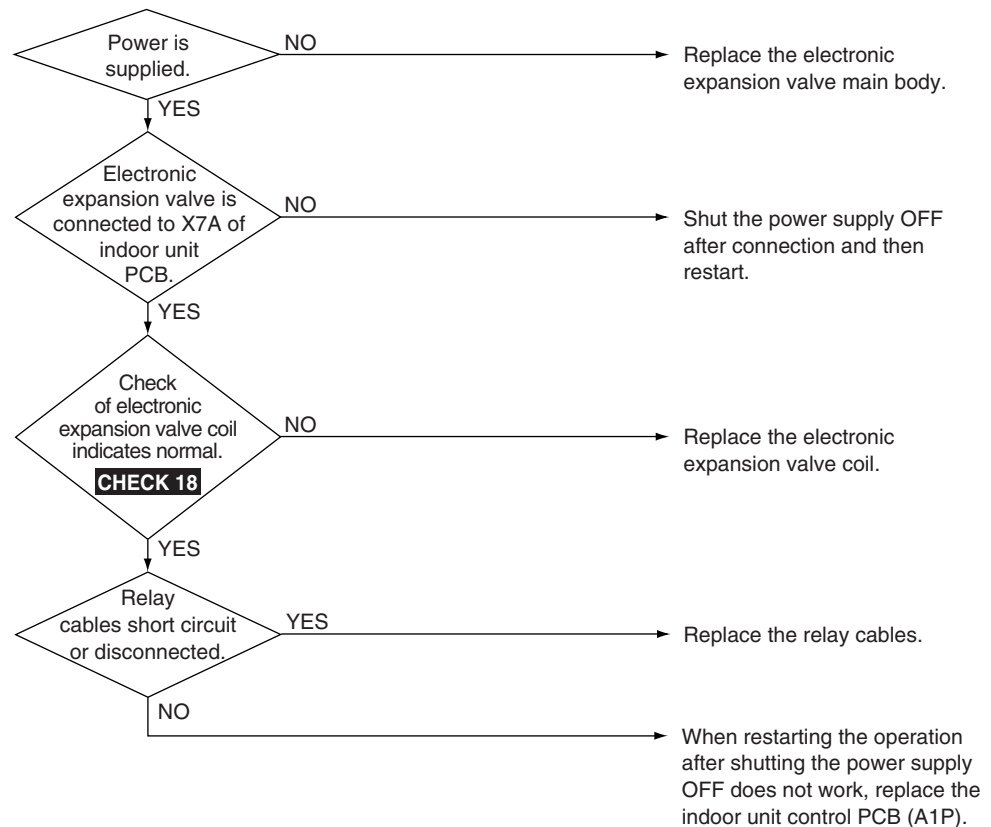 Power is
supplied.
NO
Replace the electronic
expansion valve main body.
YES
Electronic
expansion valve is
connected to X7A of
indoor unit
PCB.
NO
Shut the power supply OFF
after connection and then
restart.
YES
Check
of electronic
expansion valve coil
indicates normal.
CHECK 18
NO
Replace the electronic
expansion valve coil.
YES
Relay
cables short circuit
or disconnected.
YES
Replace the relay cables.
NO
When restarting the operation
after shutting the power supply
OFF does not work, replace the
indoor unit control PCB (A1P).